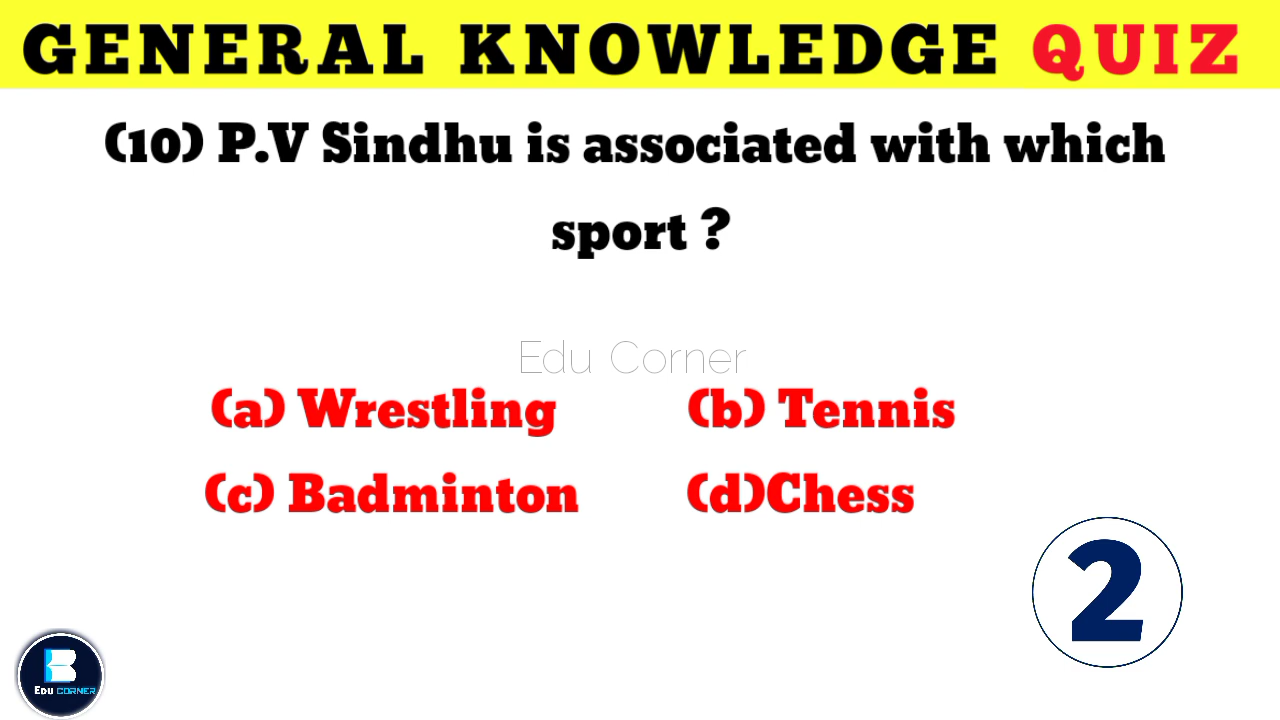 GENERAL KNOWLEDGE QUIZ
(10) P.V Sindhu is associated with which
sport ?
Edu Corner
(a) Wrestling (b) Tennis
(c) Badminton (d)Chess
2
EDU CORNER